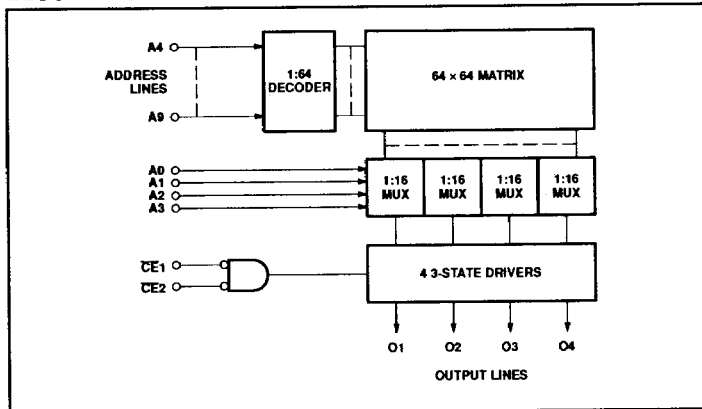 A4
ADDRESS
LINES
A9
1:64
DECODER
64 × 64 MATRIX
A0
A1
A2
A3
1:16
MUX
1:16
MUX
1:16
MUX
1:16
MUX
CE1
CE2
4 3-STATE DRIVERS
O1
O2
O3
O4
OUTPUT LINES